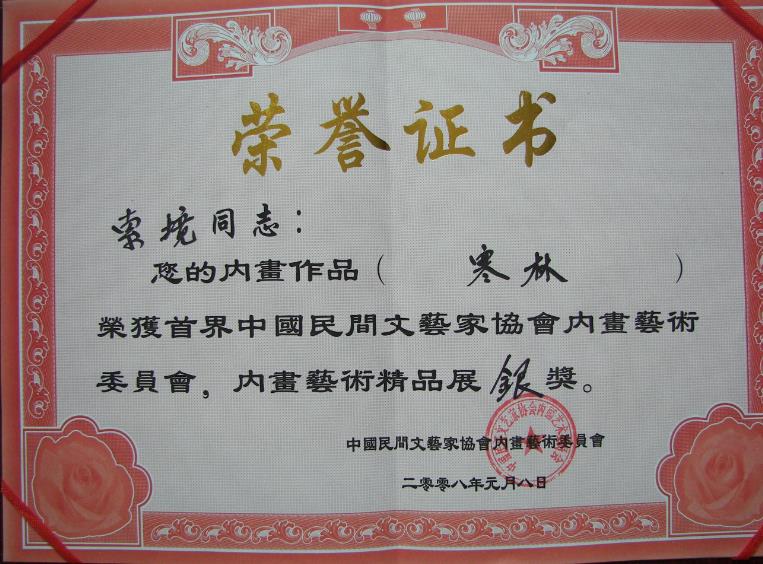 荣誉证书
索境同志：
您的内畫作品（寒林）
榮獲首界中國民間文藝家協會内畫藝術
委員會，内畫藝術精品展銀獎。
中國民間文藝家協會内畫藝術委員會
二零零八年元月八日